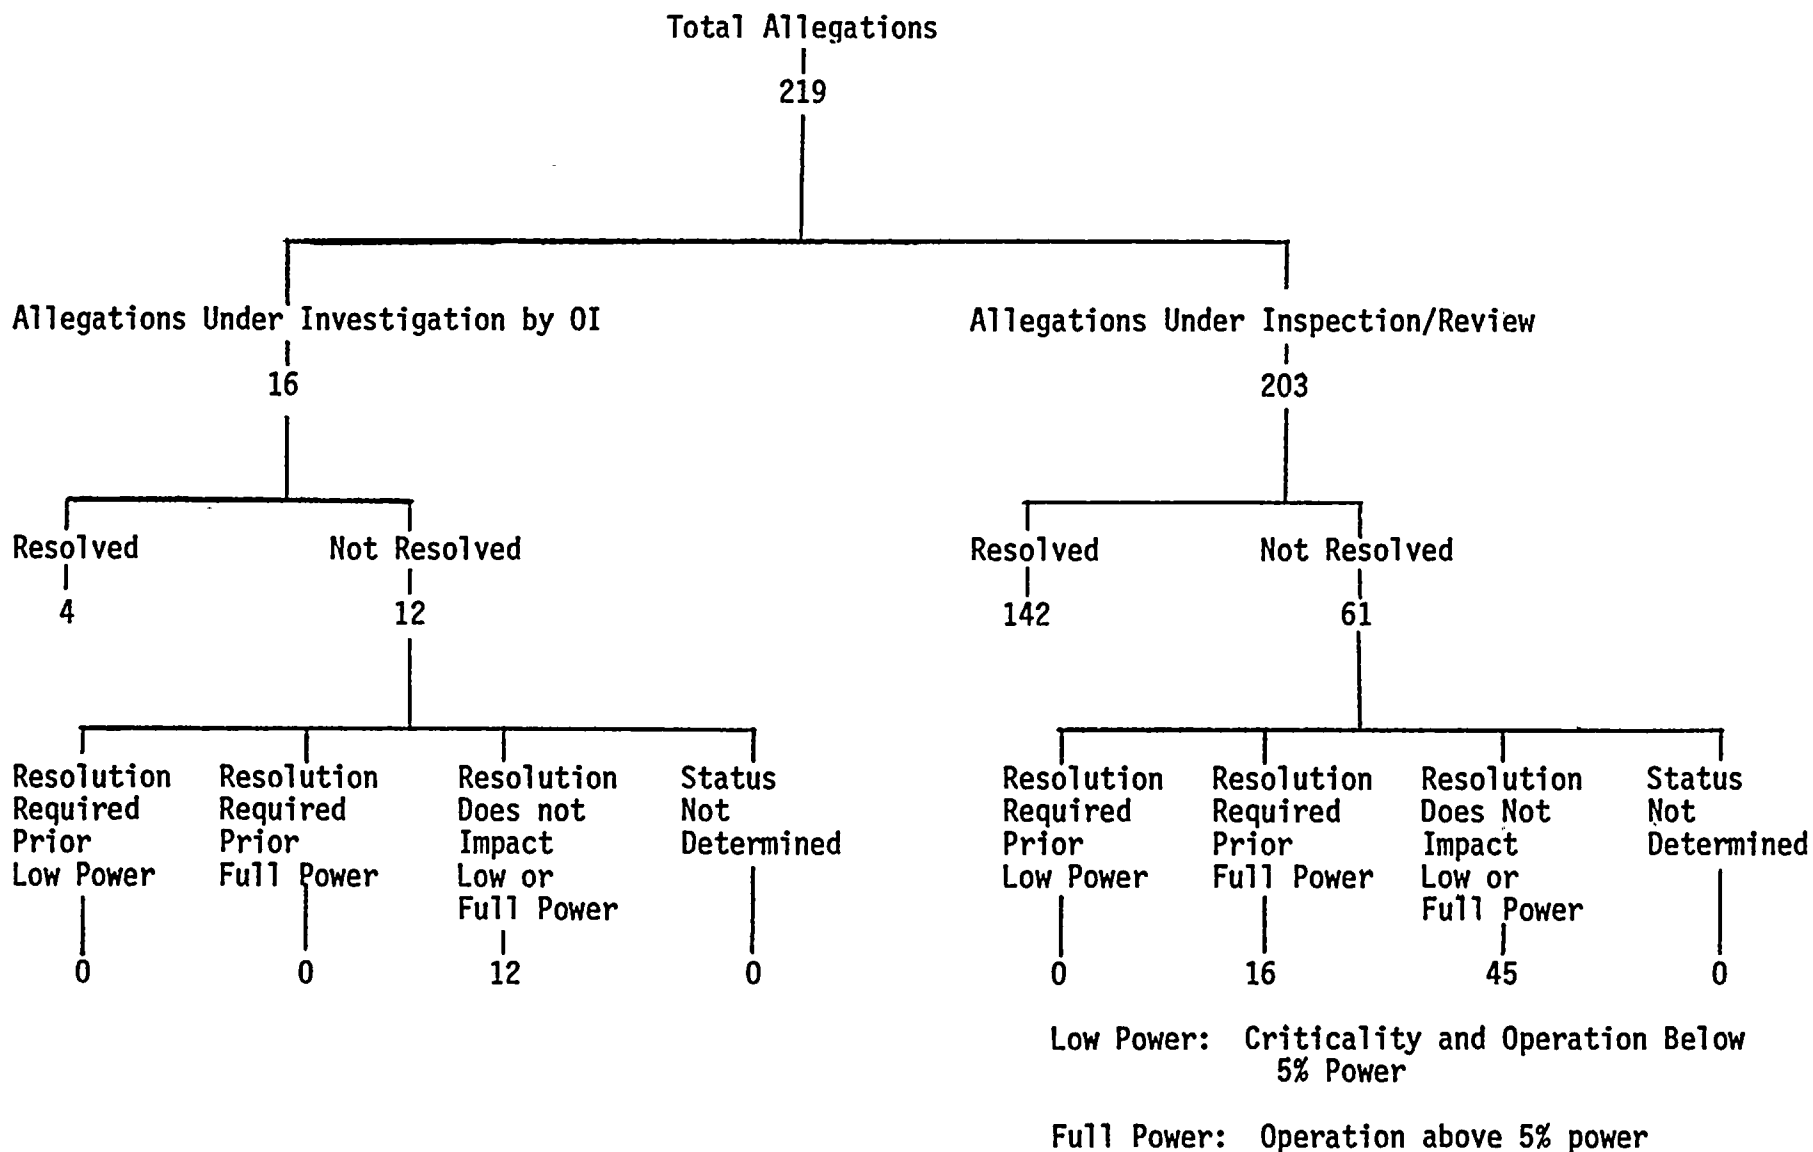 Total Allegations
219
Allegations Under Investigation by OI
16
Resolved
4
Not Resolved
12
Resolution
Required
Prior
Low Power
0
Resolution
Required
Prior
Full Power
0
Resolution
Does not
Impact
Low or
Full Power
12
Status
Not
Determined
0
Allegations Under Inspection/Review
203
Resolved
142
Not Resolved
61
Resolution
Required
Prior
Low Power
0
Resolution
Required
Prior
Full Power
16
Resolution
Does Not
Impact
Low or
Full Power
45
Status
Not
Determined
0
Low Power: Criticality and Operation Below
5% Power
Full Power: Operation above 5% power